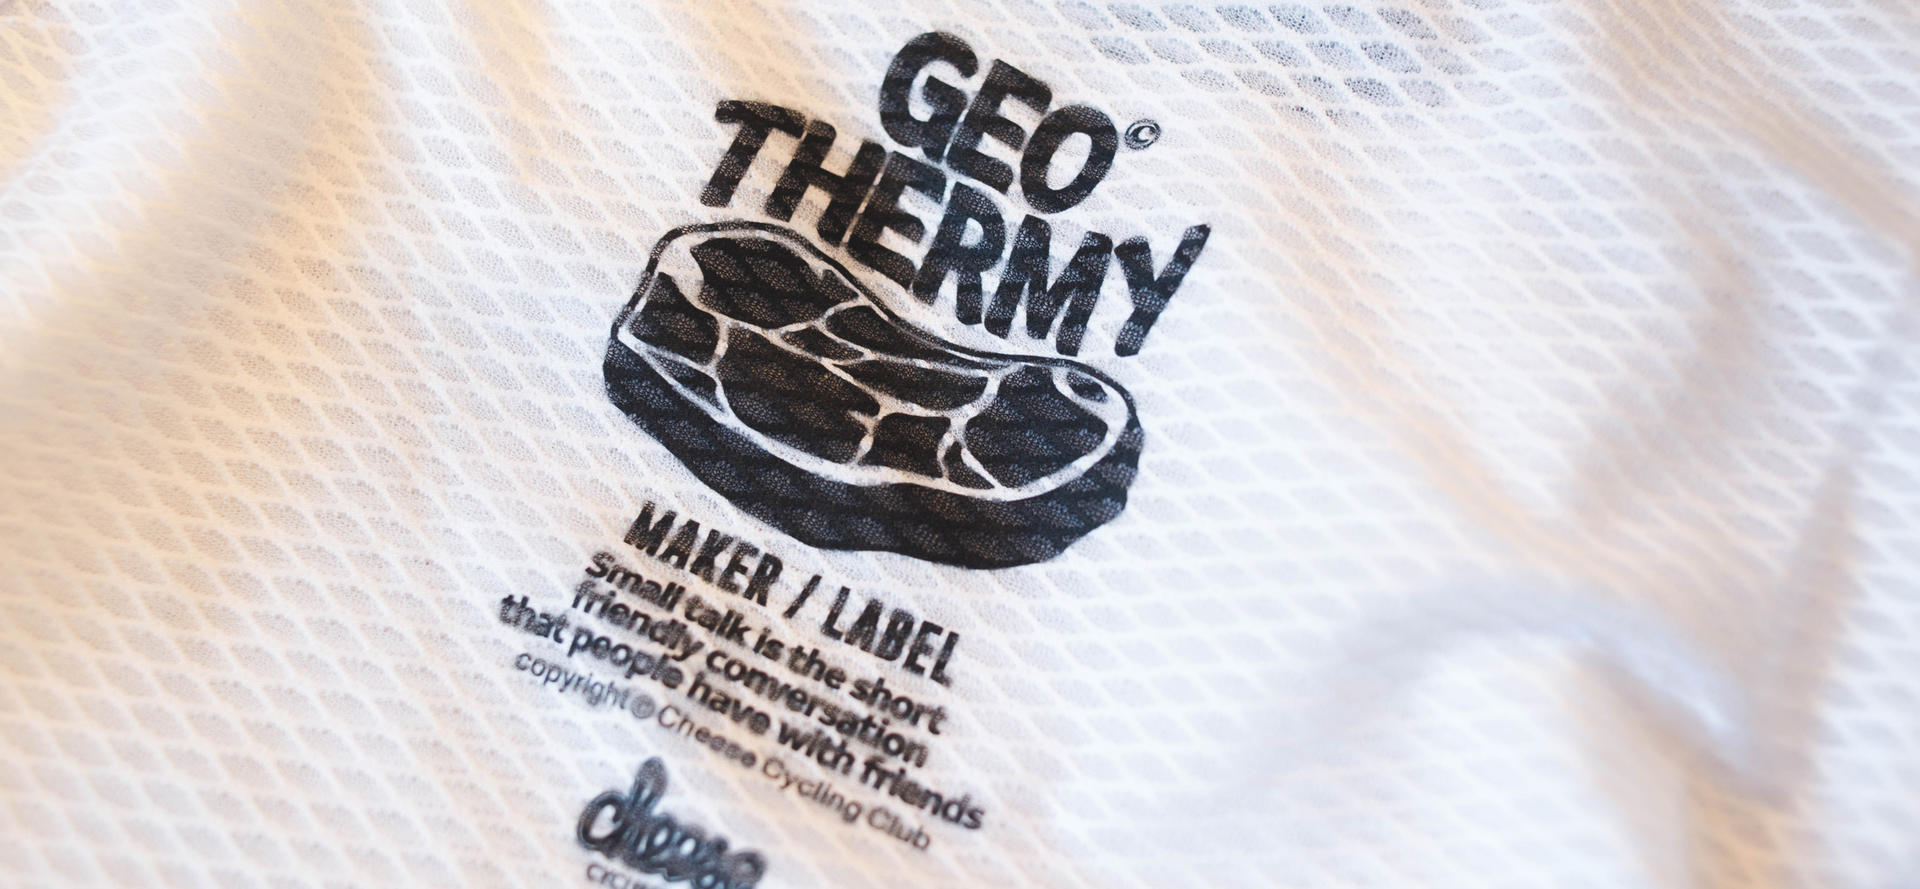 GEO©
THERMY
MAKER / LABEL
Small talk is the short
friendly conversation
that people have with friends
copyright © Cheese Cycling Club
cheese